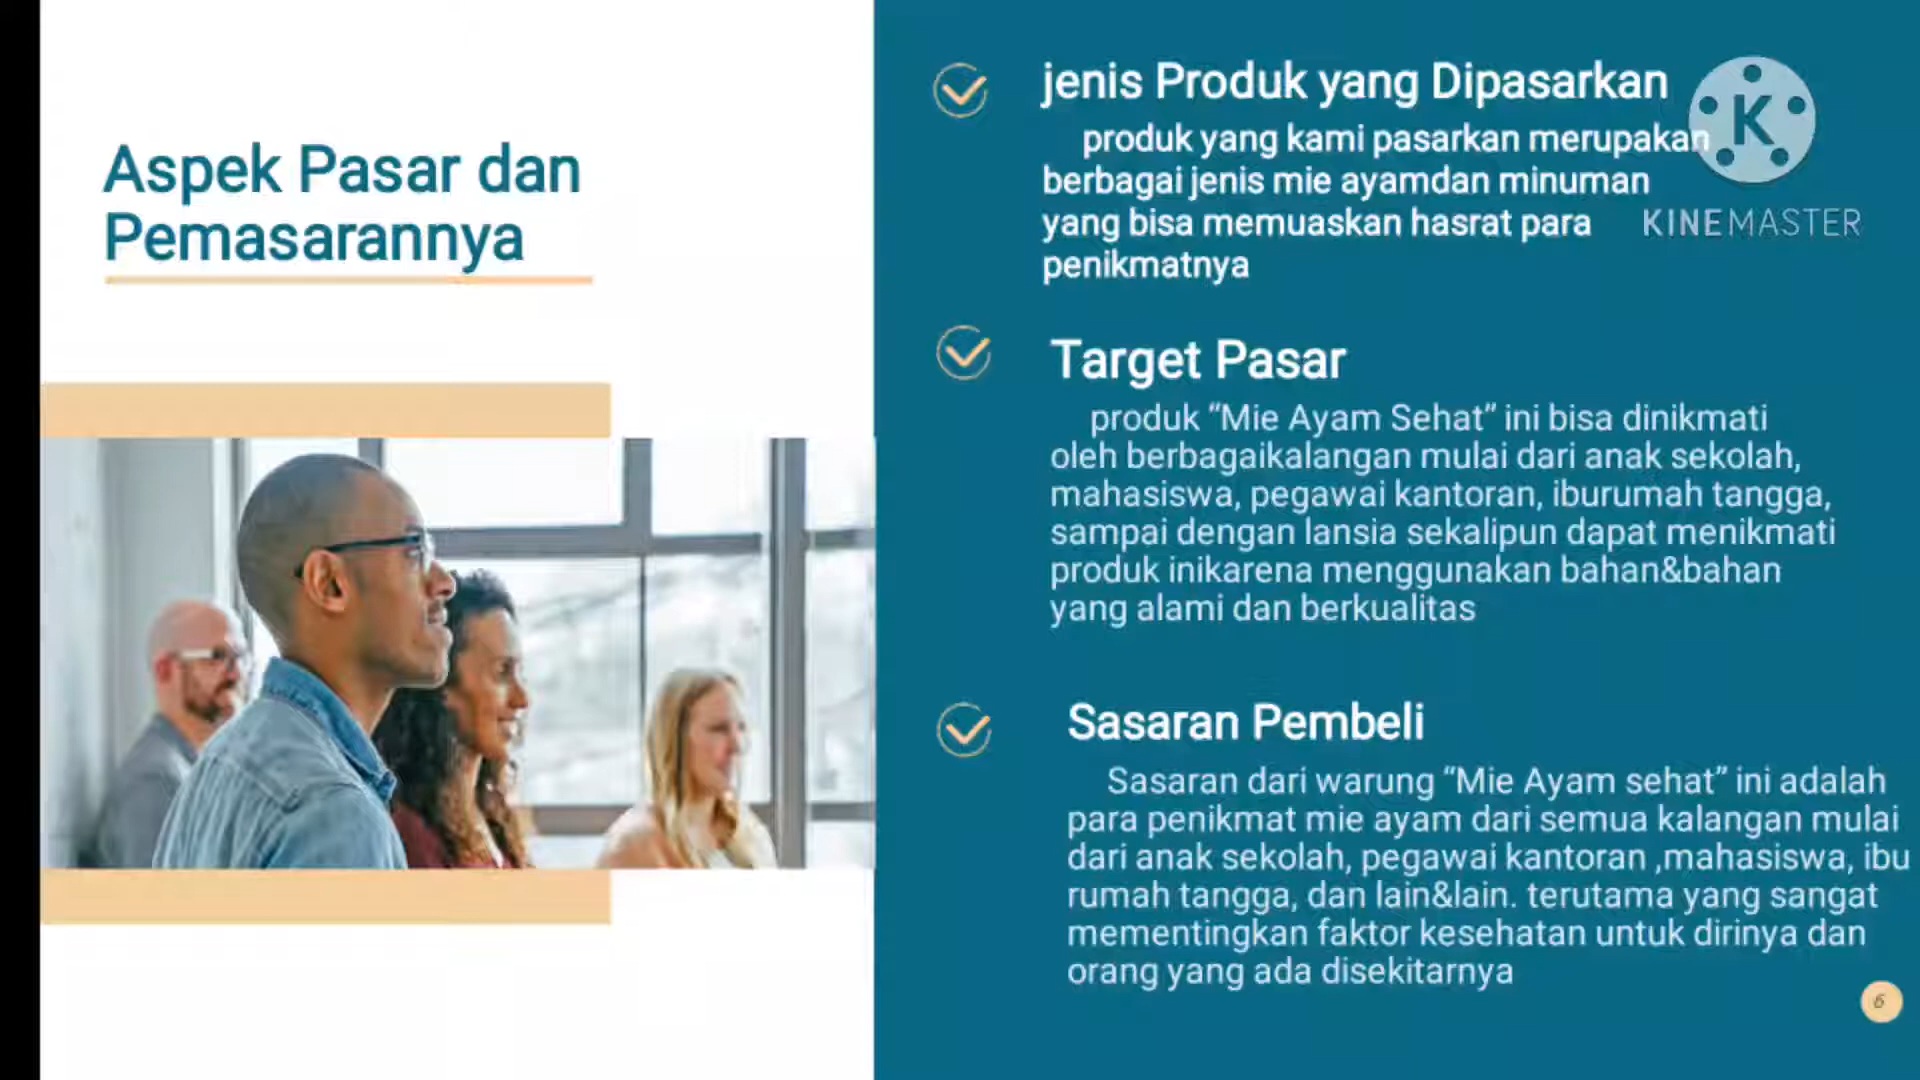 Aspek Pasar dan
Pemasarannya
jenis Produk yang Dipasarkan
produk yang kami pasarkan merupakan
berbagai jenis mie ayamdan minuman
yang bisa memuaskan hasrat para
penikmatnya
K
KINEMASTER
Target Pasar
produk “Mie Ayam Sehat” ini bisa dinikmati
oleh berbagaikalangan mulai dari anak sekolah,
mahasiswa, pegawai kantoran, iburumah tangga,
sampai dengan lansia sekalipun dapat menikmati
produk inikarena menggunakan bahan&bahan
yang alami dan berkualitas
Sasaran Pembeli
Sasaran dari warung “Mie Ayam sehat” ini adalah
para penikmat mie ayam dari semua kalangan mulai
dari anak sekolah, pegawai kantoran ,mahasiswa, ibu
rumah tangga, dan lain&lain. terutama yang sangat
mementingkan faktor kesehatan untuk dirinya dan
orang yang ada disekitarnya
6